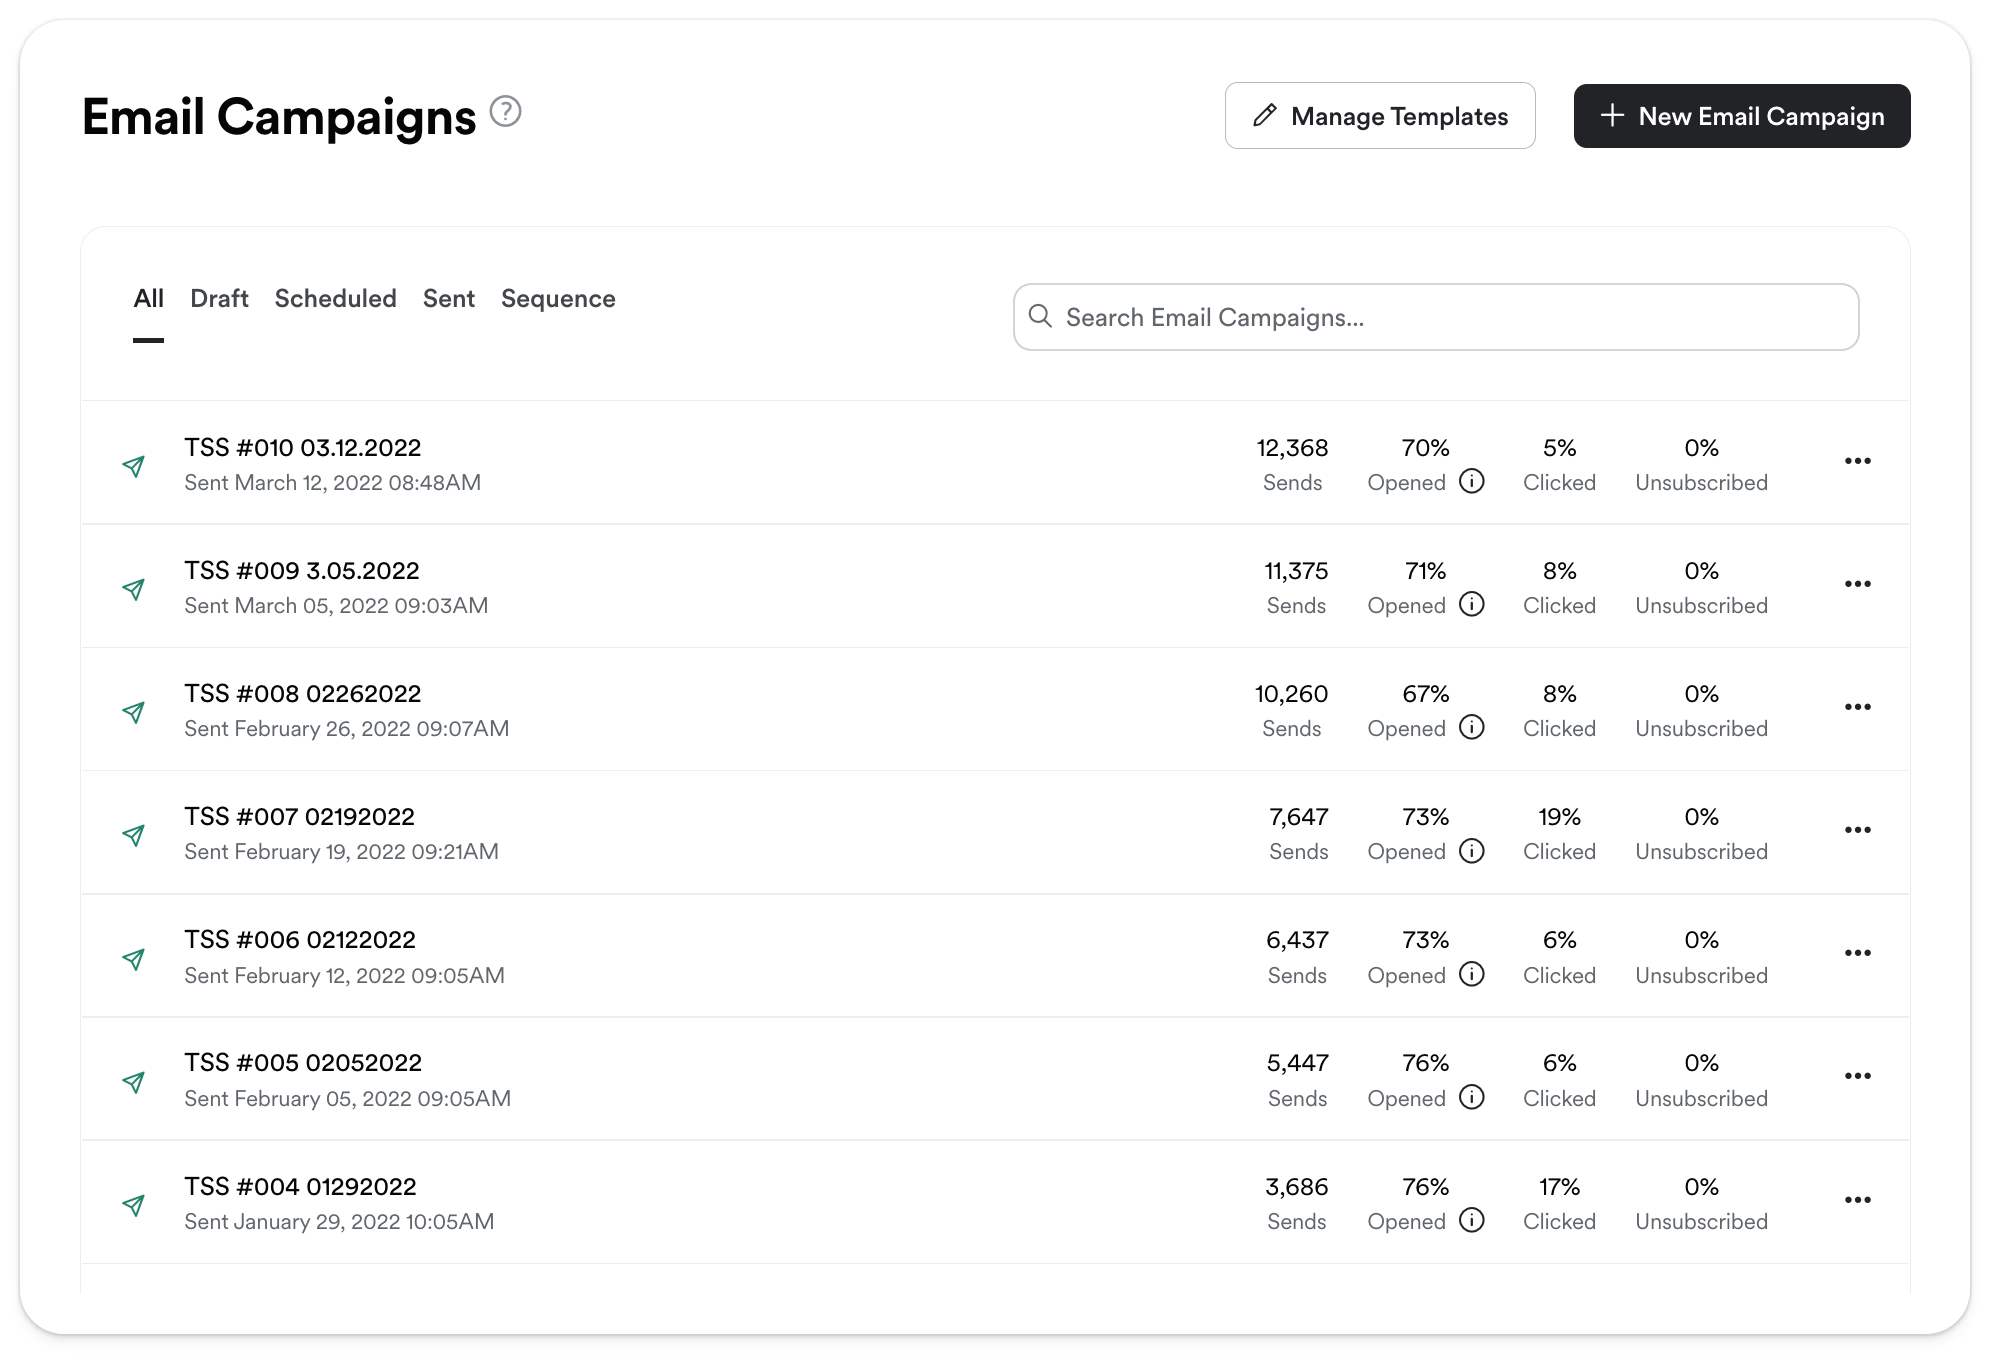 Email Campaigns ?
Manage Templates
+ New Email Campaign
All Draft Scheduled Sent Sequence
Search Email Campaigns...
TSS #010 03.12.2022
Sent March 12, 2022 08:48AM
12,368 70% 5% 0%
Sends Opened Clicked Unsubscribed
TSS #009 3.05.2022
Sent March 05, 2022 09:03AM
11,375 71% 8% 0%
Sends Opened Clicked Unsubscribed
TSS #008 02262022
Sent February 26, 2022 09:07AM
10,260 67% 8% 0%
Sends Opened Clicked Unsubscribed
TSS #007 02192022
Sent February 19, 2022 09:21AM
7,647 73% 19% 0%
Sends Opened Clicked Unsubscribed
TSS #006 02122022
Sent February 12, 2022 09:05AM
6,437 73% 6% 0%
Sends Opened Clicked Unsubscribed
TSS #005 02052022
Sent February 05, 2022 09:05AM
5,447 76% 6% 0%
Sends Opened Clicked Unsubscribed
TSS #004 01292022
Sent January 29, 2022 10:05AM
3,686 76% 17% 0%
Sends Opened Clicked Unsubscribed